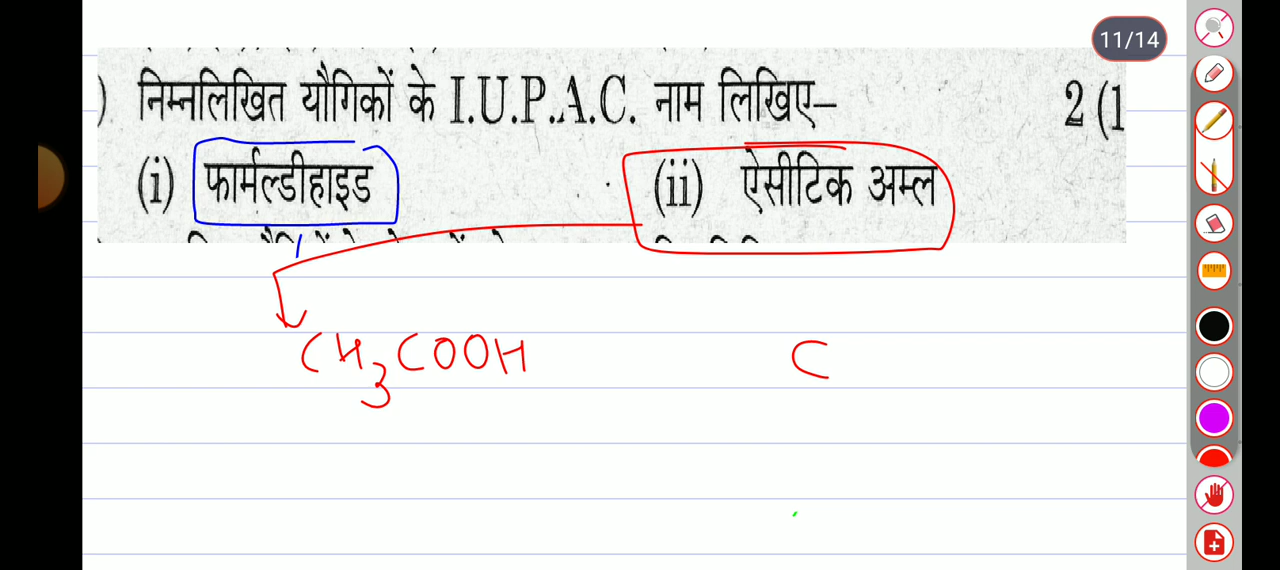 11/14
) निम्नलिखित यौगिकों के I.U.P.A.C. नाम लिखिए– 2 (1
(i) फार्मल्डीहाइड (ii) ऐसीटिक अम्ल
CH3COOH C